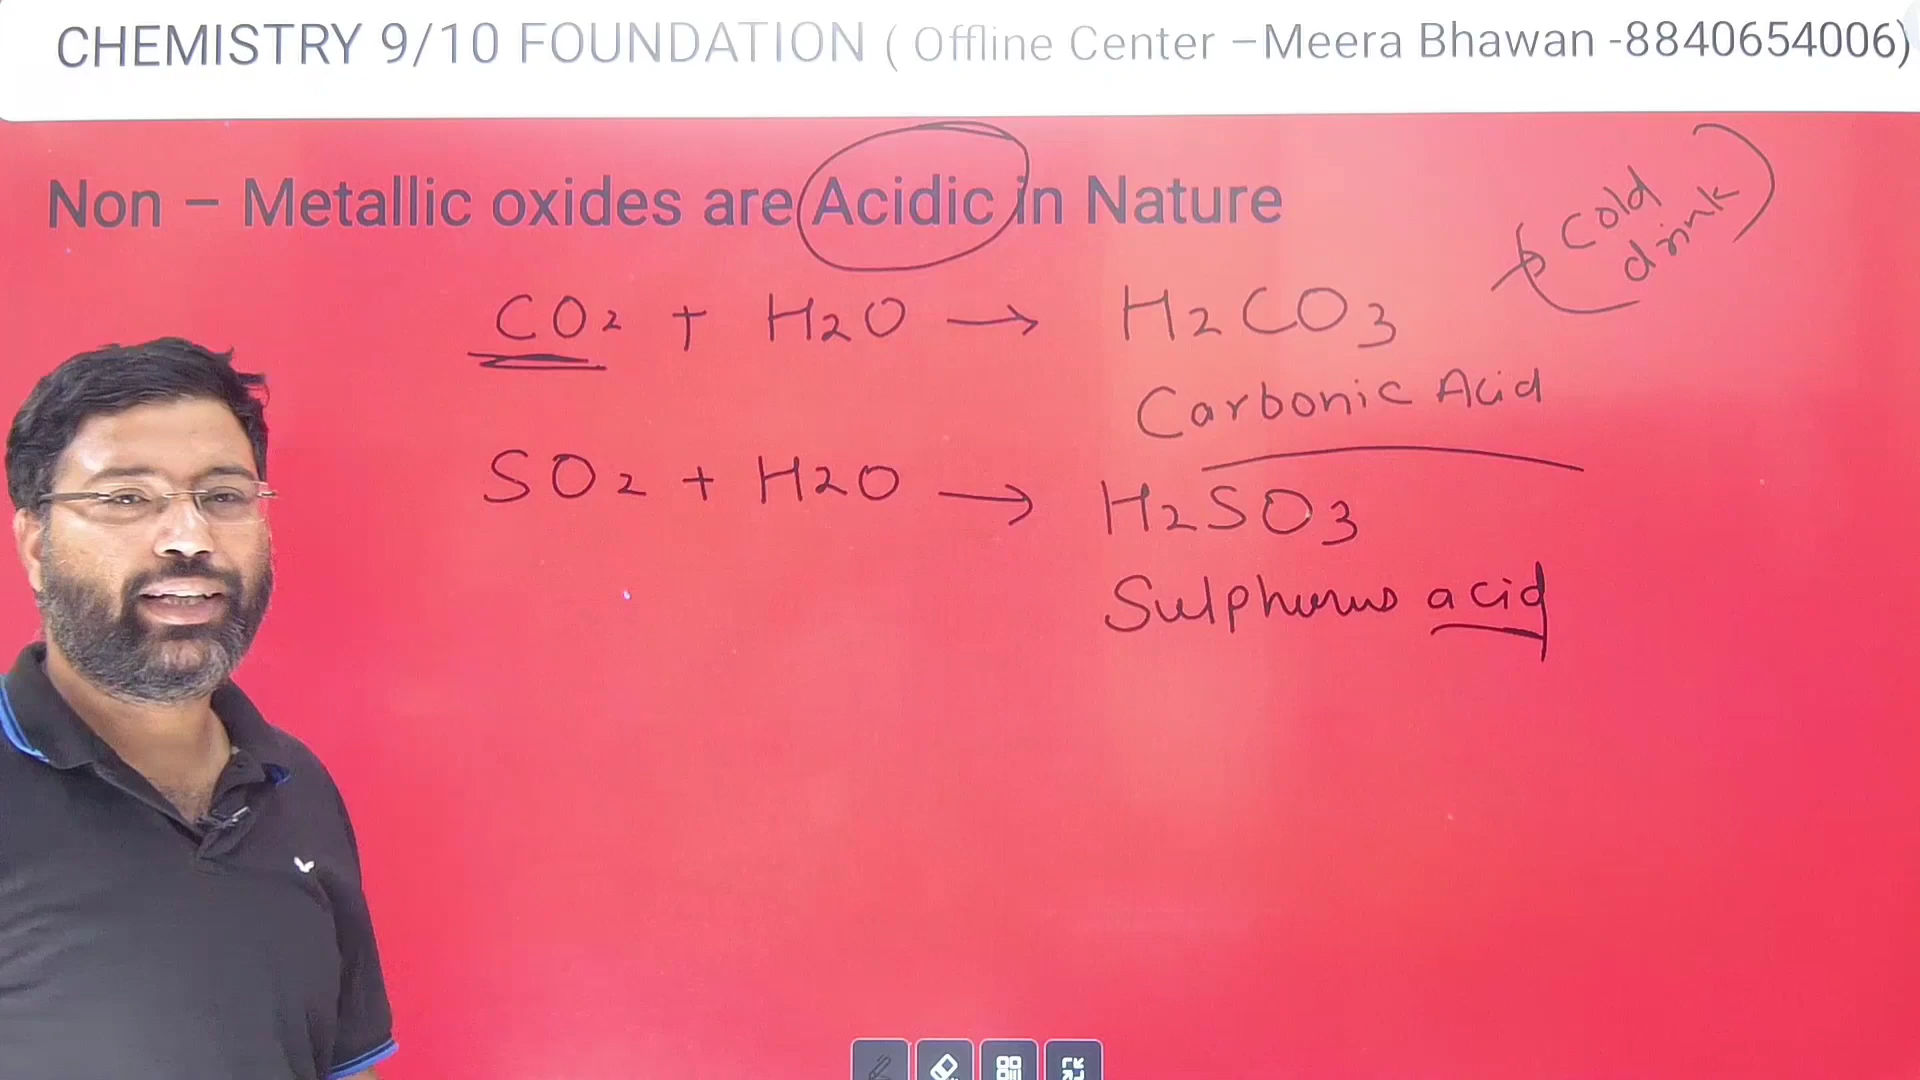 CHEMISTRY 9/10 FOUNDATION ( Offline Center –Meera Bhawan -8840654006)
Non – Metallic oxides are Acidic in Nature
cold
drink
CO2 + H2O → H2CO3
Carbonic Acid
SO2 + H2O → H2SO3
Sulphurus acid